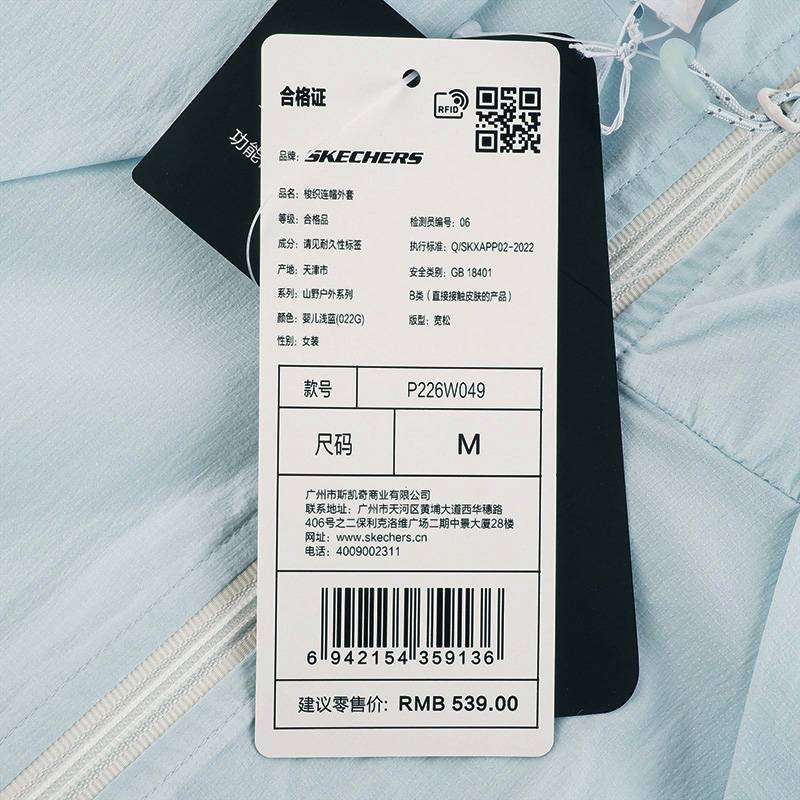 功能
合格证
RFID
品牌: SKECHERS
品名: 梭织连帽外套
等级: 合格品
检测员编号: 06
成分: 请见耐久性标签
执行标准: Q/SKXAPP02-2022
产地: 天津市
安全类别: GB 18401
系列: 山野户外系列
B类（直接接触皮肤的产品）
颜色: 婴儿浅蓝(022G)
版型: 宽松
性别: 女装
款号 P226W049
尺码 M
广州市斯凯奇商业有限公司
联系地址: 广州市天河区黄埔大道西华穗路
406号之二保利克洛维广场二期中景大厦28楼
网址: www.skechers.cn
电话: 4009002311
6 942154 359136
建议零售价: RMB 539.00